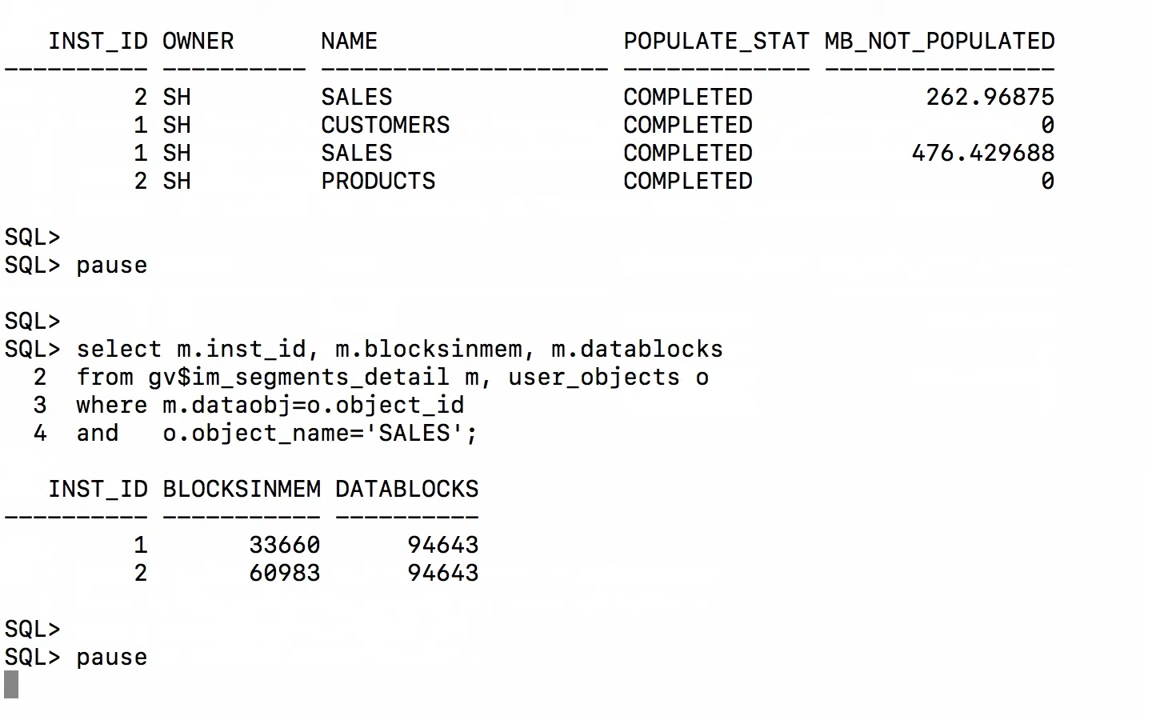 INST_ID OWNER NAME POPULATE_STAT MB_NOT_POPULATED
---------- ---------- -------------------- ------------- ----------------
2 SH SALES COMPLETED 262.96875
1 SH CUSTOMERS COMPLETED 0
1 SH SALES COMPLETED 476.429688
2 SH PRODUCTS COMPLETED 0
SQL>
SQL> pause
SQL>
SQL> select m.inst_id, m.blocksinmem, m.datablocks
2 from gv$im_segments_detail m, user_objects o
3 where m.dataobj=o.object_id
4 and o.object_name='SALES';
INST_ID BLOCKSINMEM DATABLOCKS
---------- ----------- ----------
1 33660 94643
2 60983 94643
SQL>
SQL> pause